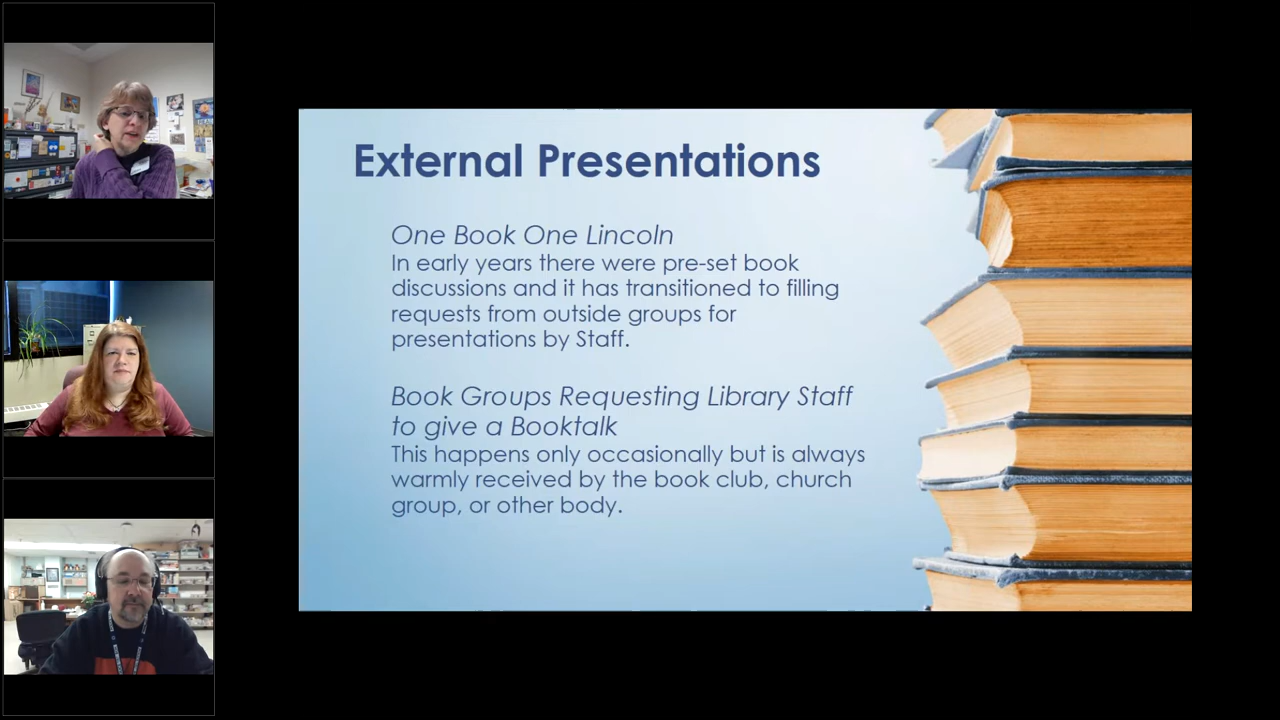 External Presentations
One Book One Lincoln
In early years there were pre-set book
discussions and it has transitioned to filling
requests from outside groups for
presentations by Staff.
Book Groups Requesting Library Staff
to give a Booktalk
This happens only occasionally but is always
warmly received by the book club, church
group, or other body.